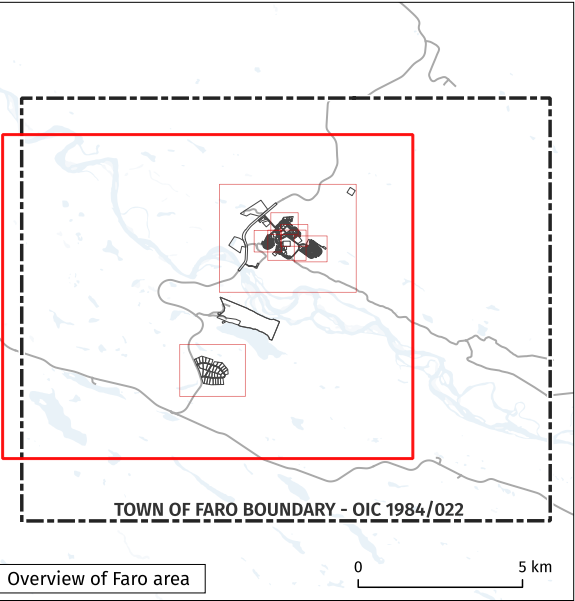 TOWN OF FARO BOUNDARY - OIC 1984/022
Overview of Faro area
0
5 km